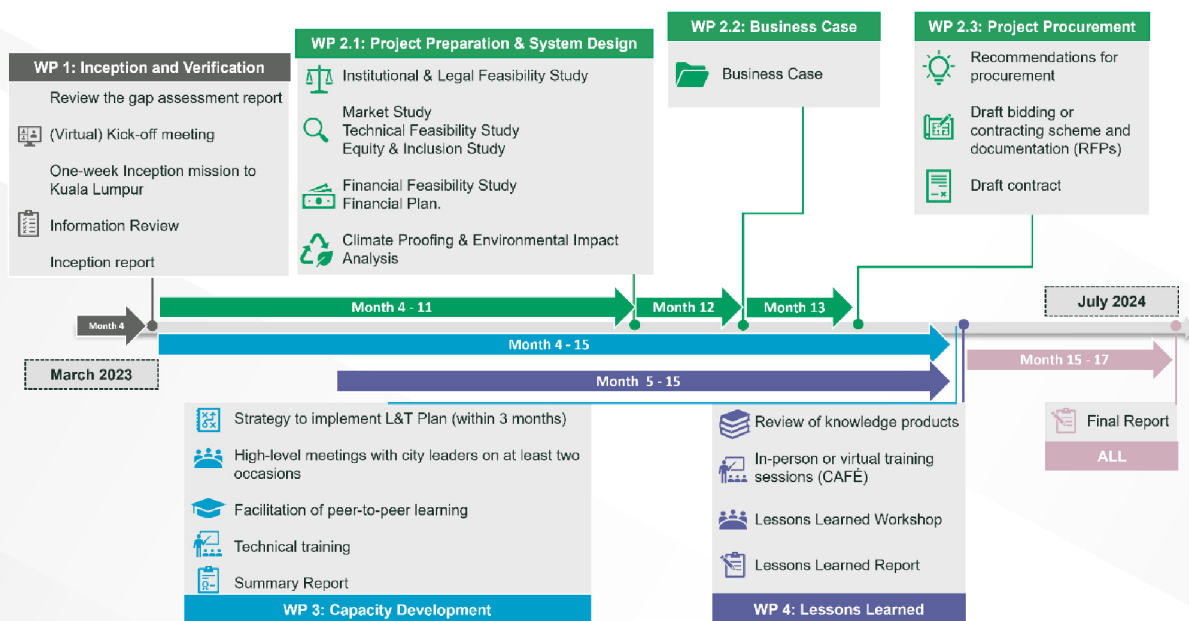 WP 1: Inception and Verification
Review the gap assessment report
(Virtual) Kick-off meeting
One-week Inception mission to
Kuala Lumpur
Information Review
Inception report
WP 2.1: Project Preparation & System Design
Institutional & Legal Feasibility Study
Market Study
Technical Feasibility Study
Equity & Inclusion Study
Financial Feasibility Study
Financial Plan.
Climate Proofing & Environmental Impact
Analysis
WP 2.2: Business Case
Business Case
WP 2.3: Project Procurement
Recommendations for
procurement
Draft bidding or
contracting scheme and
documentation (RFPs)
Draft contract
Month 4
Month 4 - 11
Month 12
Month 13
July 2024
March 2023
Month 4 - 15
Month 5 - 15
Month 15 - 17
Strategy to implement L&T Plan (within 3 months)
High-level meetings with city leaders on at least two
occasions
Facilitation of peer-to-peer learning
Technical training
Summary Report
WP 3: Capacity Development
Review of knowledge products
In-person or virtual training
sessions (CAFÉ)
Lessons Learned Workshop
Lessons Learned Report
WP 4: Lessons Learned
Final Report
ALL